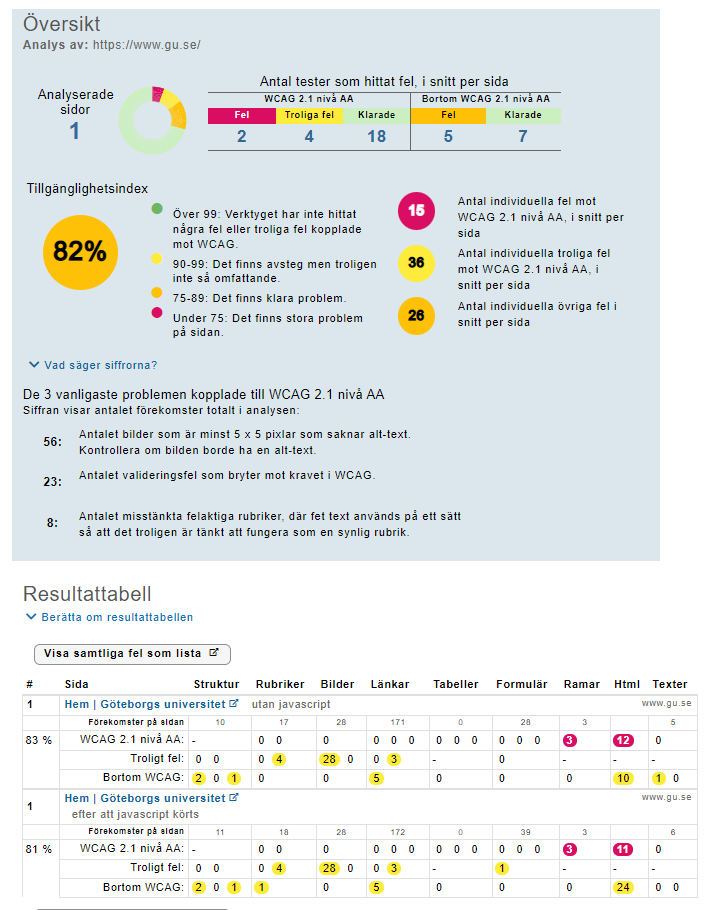 Översikt
Analys av: https://www.gu.se/
Analyserade
sidor
1
Antal tester som hittat fel, i snitt per sida
WCAG 2.1 nivå AA Bortom WCAG 2.1 nivå AA
Fel Troliga fel Klarade Fel Klarade
2 4 18 5 7
Tillgänglighetsindex
82%
Över 99: Verktyget har inte hittat
några fel eller troliga fel kopplade
mot WCAG.
90-99: Det finns avsteg men troligen
inte så omfattande.
75-89: Det finns klara problem.
Under 75: Det finns stora problem
på sidan.
15
Antal individuella fel mot
WCAG 2.1 nivå AA, i snitt per
sida
36
Antal individuella troliga fel
mot WCAG 2.1 nivå AA, i
snitt per sida
26
Antal individuella övriga fel i
snitt per sida
Vad säger siffrorna?
De 3 vanligaste problemen kopplade till WCAG 2.1 nivå AA
Siffran visar antalet förekomster totalt i analysen:
56: Antalet bilder som är minst 5 x 5 pixlar som saknar alt-text.
Kontrollera om bilden borde ha en alt-text.
23: Antalet valideringsfel som bryter mot kravet i WCAG.
8: Antalet misstänkta felaktiga rubriker, där fet text används på ett sätt
så att det troligen är tänkt att fungera som en synlig rubrik.
Resultattabell
Berätta om resultattabellen
Visa samtliga fel som lista
# Sida Struktur Rubriker Bilder Länkar Tabeller Formulär Ramar Html Texter
1 Hem | Göteborgs universitet utan javascript www.gu.se
Förekomster på sidan 10 17 28 171 0 28 3 5
83 % WCAG 2.1 nivå AA: - 0 0 0 0 0 0 0 0 0 0 0 0 3 12 0
Troligt fel: 0 0 0 4 28 0 0 3 - 0 - - -
Bortom WCAG: 2 0 1 0 0 5 0 0 0 10 1 0
1 Hem | Göteborgs universitet www.gu.se
efter att javascript körts
Förekomster på sidan 11 18 28 172 0 39 3 6
81 % WCAG 2.1 nivå AA: - 0 0 0 0 0 0 0 0 0 0 0 0 3 11 0
Troligt fel: 0 0 0 4 28 0 0 3 - 1 - - -
Bortom WCAG: 2 0 1 1 0 5 0 0 0 24 0 0